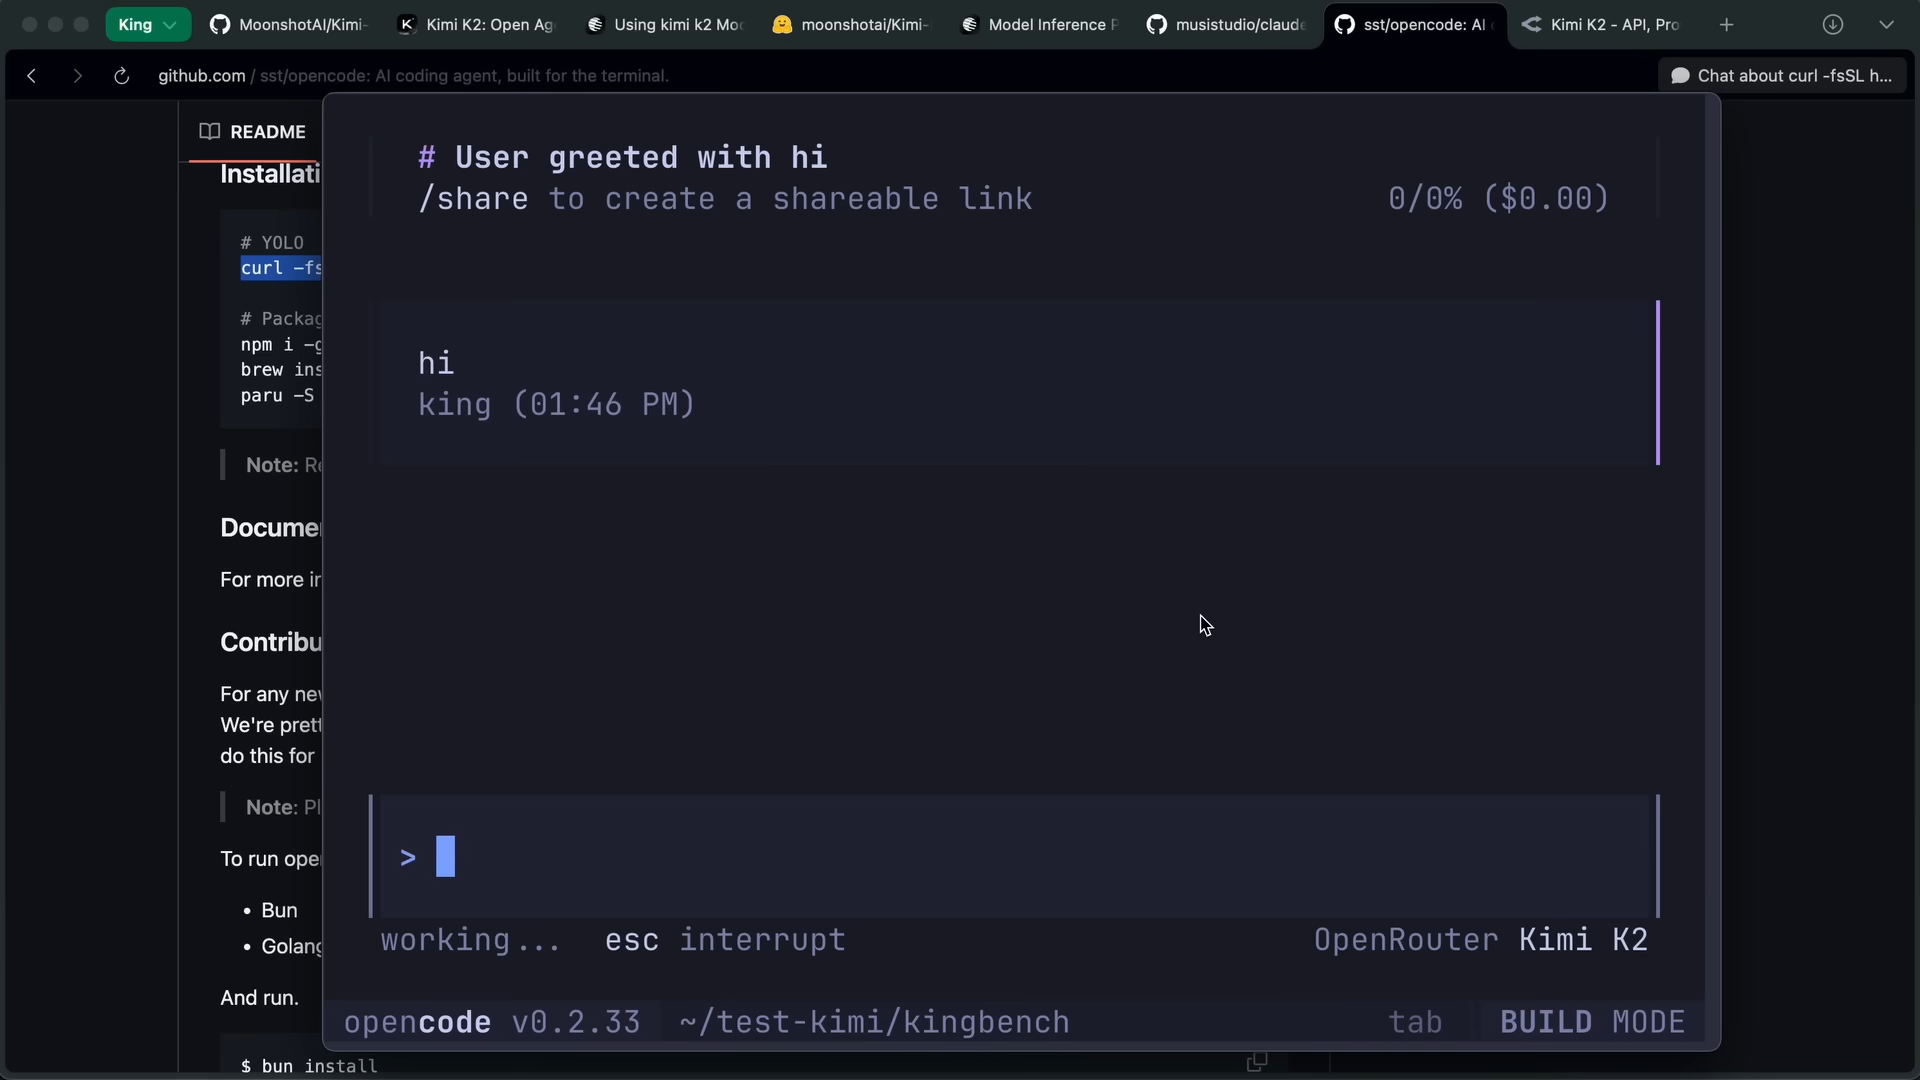 King
MoonshotAI/Kimi-
Kimi K2: Open Ag
Using kimi k2 Moo
moonshotai/Kimi-
Model Inference P
musistudio/claude
sst/opencode: AI
Kimi K2 - API, Pro
github.com / sst/opencode: AI coding agent, built for the terminal.
Chat about curl -fsSL h...
README
Installati
# YOLO
curl -fs
# Packag
npm i -g
brew ins
paru -S
Note: Re
Documen
For more in
Contribu
For any new
We're prett
do this for
Note: Pl
To run ope
• Bun
• Golang
And run.
$ bun install
# User greeted with hi
/share to create a shareable link
0/0% ($0.00)
hi
king (01:46 PM)
>
working... esc interrupt
OpenRouter Kimi K2
opencode v0.2.33 ~/test-kimi/kingbench
tab BUILD MODE